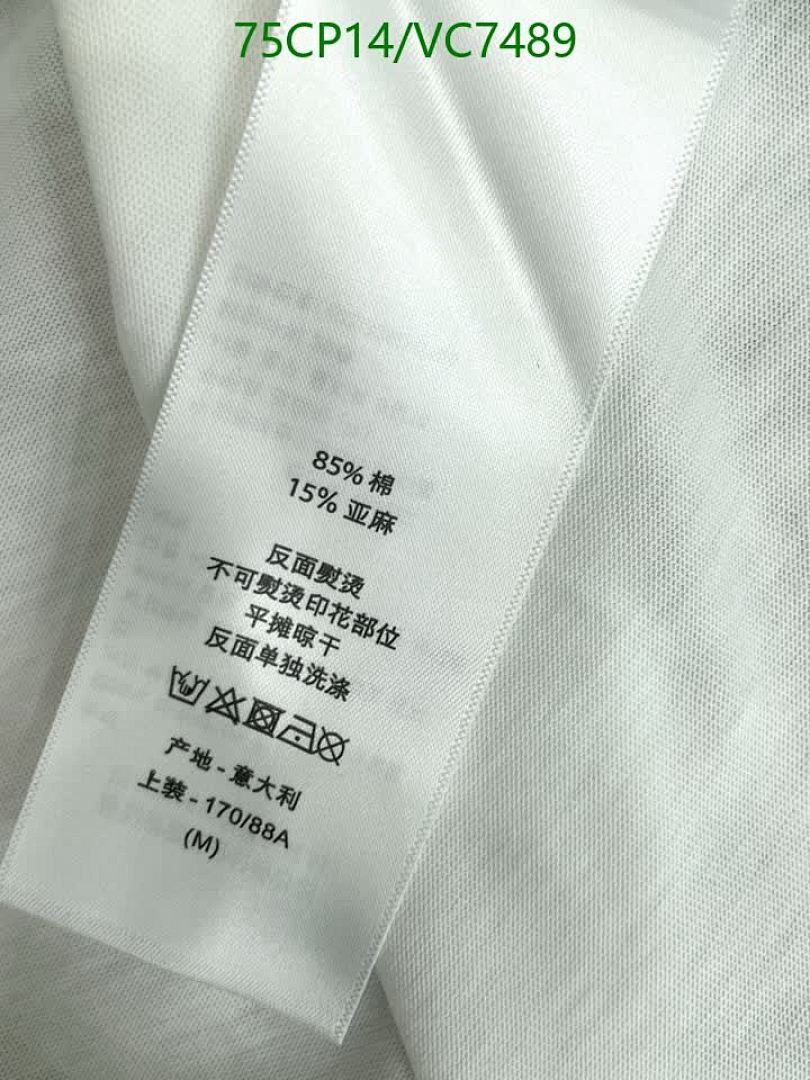 75CP14/VC7489
85% 棉
15% 亚麻
反面熨烫
不可熨烫印花部位
平摊晾干
反面单独洗涤
产地 - 意大利
上装 - 170/88A
(M)